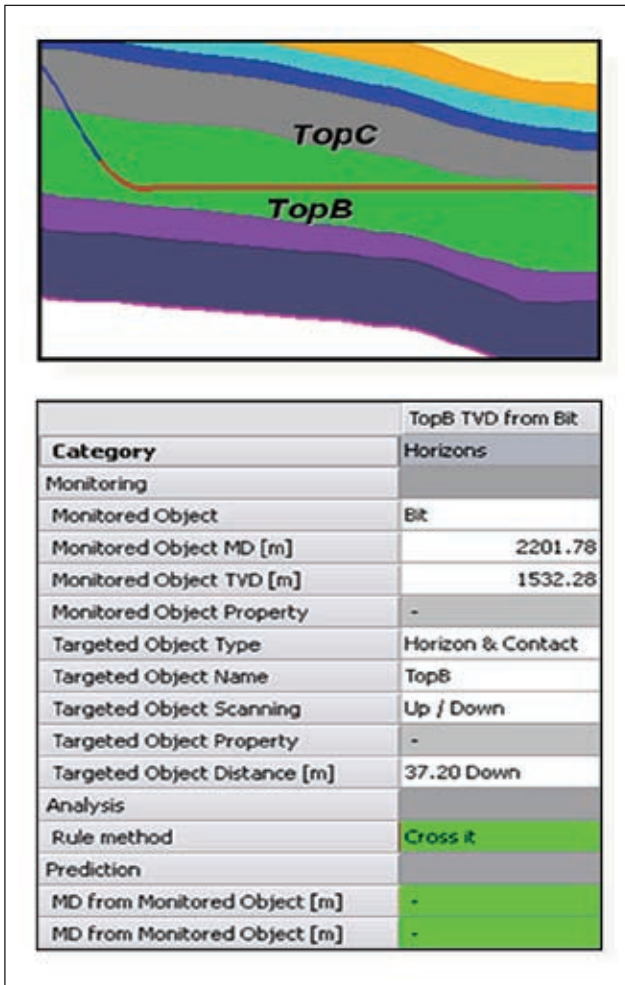 TopC
TopB
TopB TVD from Bit
Category Horizons
Monitoring
Monitored Object Bit
Monitored Object MD [m] 2201.78
Monitored Object TVD [m] 1532.28
Monitored Object Property -
Targeted Object Type Horizon & Contact
Targeted Object Name TopB
Targeted Object Scanning Up / Down
Targeted Object Property -
Targeted Object Distance [m] 37.20 Down
Analysis
Rule method Cross it
Prediction
MD from Monitored Object [m] -
MD from Monitored Object [m] -